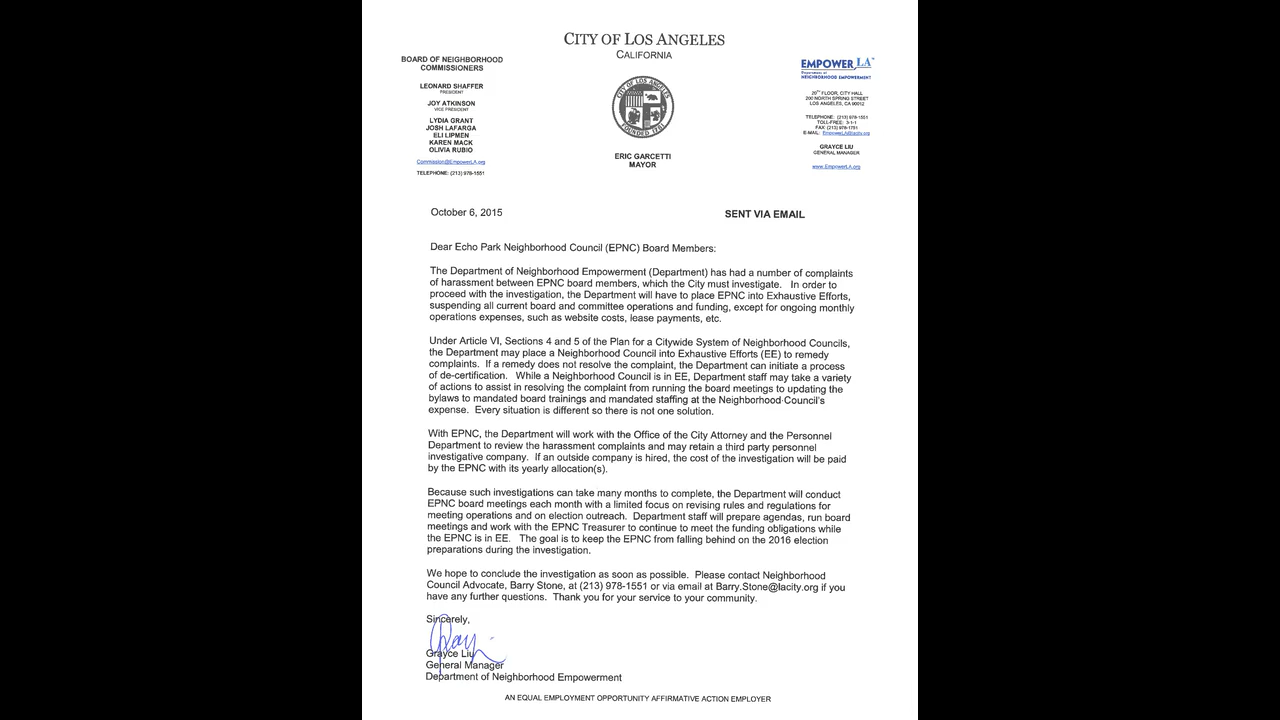 CITY OF LOS ANGELES
CALIFORNIA
BOARD OF NEIGHBORHOOD
COMMISSIONERS
LEONARD SHAFFER
PRESIDENT
JOY ATKINSON
VICE PRESIDENT
LYDIA GRANT
JOSH LAFARGA
ELI LIPMEN
KAREN MACK
OLIVIA RUBIO
Commission@EmpowerLA.org
TELEPHONE: (213) 978-1551
CITY OF LOS ANGELES
FOUNDED 1781
ERIC GARCETTI
MAYOR
EMPOWER LA™
Department of
NEIGHBORHOOD EMPOWERMENT
20TH FLOOR, CITY HALL
200 NORTH SPRING STREET
LOS ANGELES, CA 90012
TELEPHONE: (213) 978-1551
TOLL-FREE: 3-1-1
FAX: (213) 978-1751
E-MAIL: EmpowerLA@lacity.org
GRAYCE LIU
GENERAL MANAGER
www.EmpowerLA.org
October 6, 2015
SENT VIA EMAIL
Dear Echo Park Neighborhood Council (EPNC) Board Members:
The Department of Neighborhood Empowerment (Department) has had a number of complaints
of harassment between EPNC board members, which the City must investigate. In order to
proceed with the investigation, the Department will have to place EPNC into Exhaustive Efforts,
suspending all current board and committee operations and funding, except for ongoing monthly
operations expenses, such as website costs, lease payments, etc.
Under Article VI, Sections 4 and 5 of the Plan for a Citywide System of Neighborhood Councils,
the Department may place a Neighborhood Council into Exhaustive Efforts (EE) to remedy
complaints. If a remedy does not resolve the complaint, the Department can initiate a process
of de-certification. While a Neighborhood Council is in EE, Department staff may take a variety
of actions to assist in resolving the complaint from running the board meetings to updating the
bylaws to mandated board trainings and mandated staffing at the Neighborhood Council's
expense. Every situation is different so there is not one solution.
With EPNC, the Department will work with the Office of the City Attorney and the Personnel
Department to review the harassment complaints and may retain a third party personnel
investigative company. If an outside company is hired, the cost of the investigation will be paid
by the EPNC with its yearly allocation(s).
Because such investigations can take many months to complete, the Department will conduct
EPNC board meetings each month with a limited focus on revising rules and regulations for
meeting operations and on election outreach. Department staff will prepare agendas, run board
meetings and work with the EPNC Treasurer to continue to meet the funding obligations while
the EPNC is in EE. The goal is to keep the EPNC from falling behind on the 2016 election
preparations during the investigation.
We hope to conclude the investigation as soon as possible. Please contact Neighborhood
Council Advocate, Barry Stone, at (213) 978-1551 or via email at Barry.Stone@lacity.org if you
have any further questions. Thank you for your service to your community.
Sincerely,
Grayce Liu
General Manager
Department of Neighborhood Empowerment
AN EQUAL EMPLOYMENT OPPORTUNITY AFFIRMATIVE ACTION EMPLOYER